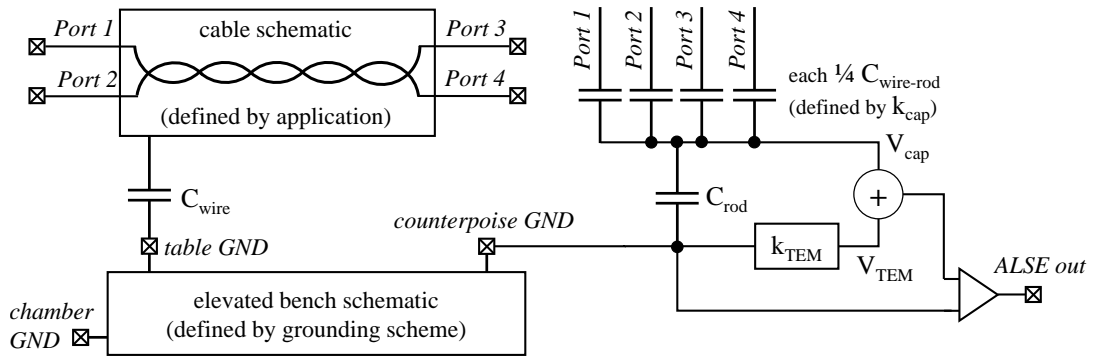 Port 1
Port 2
cable schematic
(defined by application)
Port 3
Port 4
C_wire
table GND
counterpoise GND
elevated bench schematic
(defined by grounding scheme)
chamber
GND
Port 1
Port 2
Port 3
Port 4
each ¼ C_wire-rod
(defined by k_cap)
V_cap
+
C_rod
k_TEM
V_TEM
ALSE out